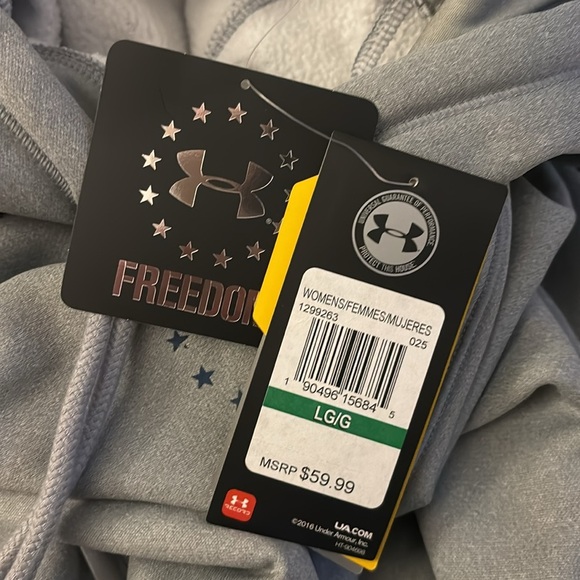 FREEDOM
UNIVERSAL GUARANTEE OF PERFORMANCE
PROTECT THIS HOUSE
WOMENS/FEMMES/MUJERES
1299263
025
1 90496 15684 5
LG/G
MSRP $59.99
UA.COM
©2016 Under Armour, Inc.